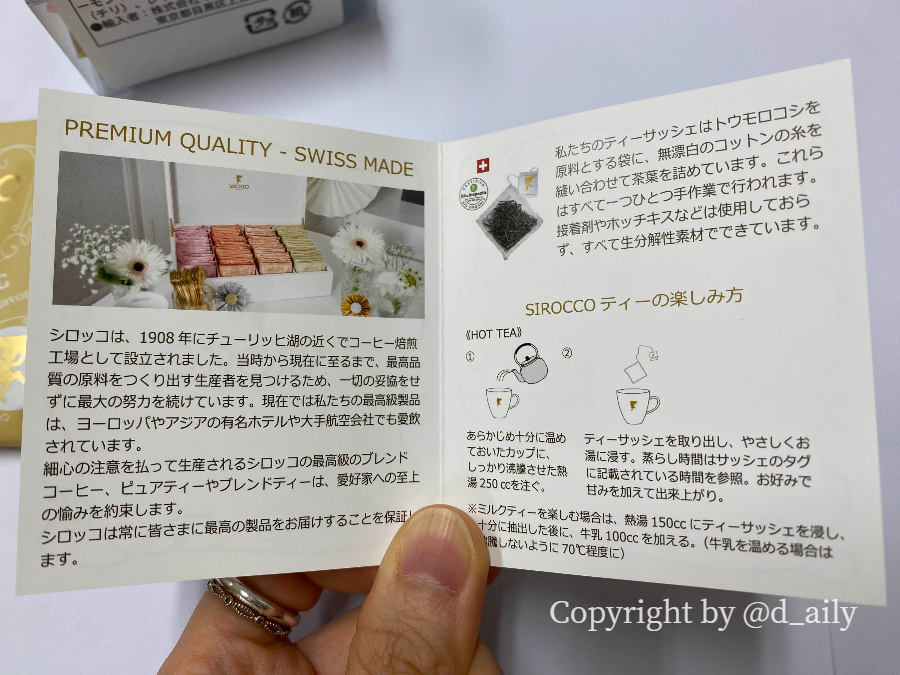 ーモン
(チリ)、レ
●輸入者：株式会社
東京都目黒区上
PREMIUM QUALITY - SWISS MADE
SIROCCO
シロッコは、1908 年にチューリッヒ湖の近くでコーヒー焙煎
工場として設立されました。当時から現在に至るまで、最高品
質の原料をつくり出す生産者を見つけるため、一切の妥協をせ
ずに最大の努力を続けています。現在では私たちの最高級製品
は、ヨーロッパやアジアの有名ホテルや大手航空会社でも愛飲
されています。
細心の注意を払って生産されるシロッコの最高級のブレンド
コーヒー、ピュアティーやブレンドティーは、愛好家への至上
の愉みを約束します。
シロッコは常に皆さまに最高の製品をお届けすることを保証し
ます。
私たちのティーサッシェはトウモロコシを
原料とする袋に、無漂白のコットンの糸を
縫い合わせて茶葉を詰めています。これら
はすべて一つひとつ手作業で行われます。
接着剤やホッチキスなどは使用しておら
ず、すべて生分解性素材でできています。
SIROCCO ティーの楽しみ方
《HOT TEA》
① ②
あらかじめ十分に温め
ておいたカップに、
しっかり沸騰させた熱
湯 250 ccを注ぐ。
ティーサッシェを取り出し、やさしくお
湯に浸す。蒸らし時間はサッシェのタグ
に記載されている時間を参照。お好みで
甘みを加えて出来上がり。
※ミルクティーを楽しむ場合は、熱湯 150cc にティーサッシェを浸し、
十分に抽出した後に、牛乳 100cc を加える。（牛乳を温める場合は
騰しないように 70℃程度に）
Copyright by @d_aily